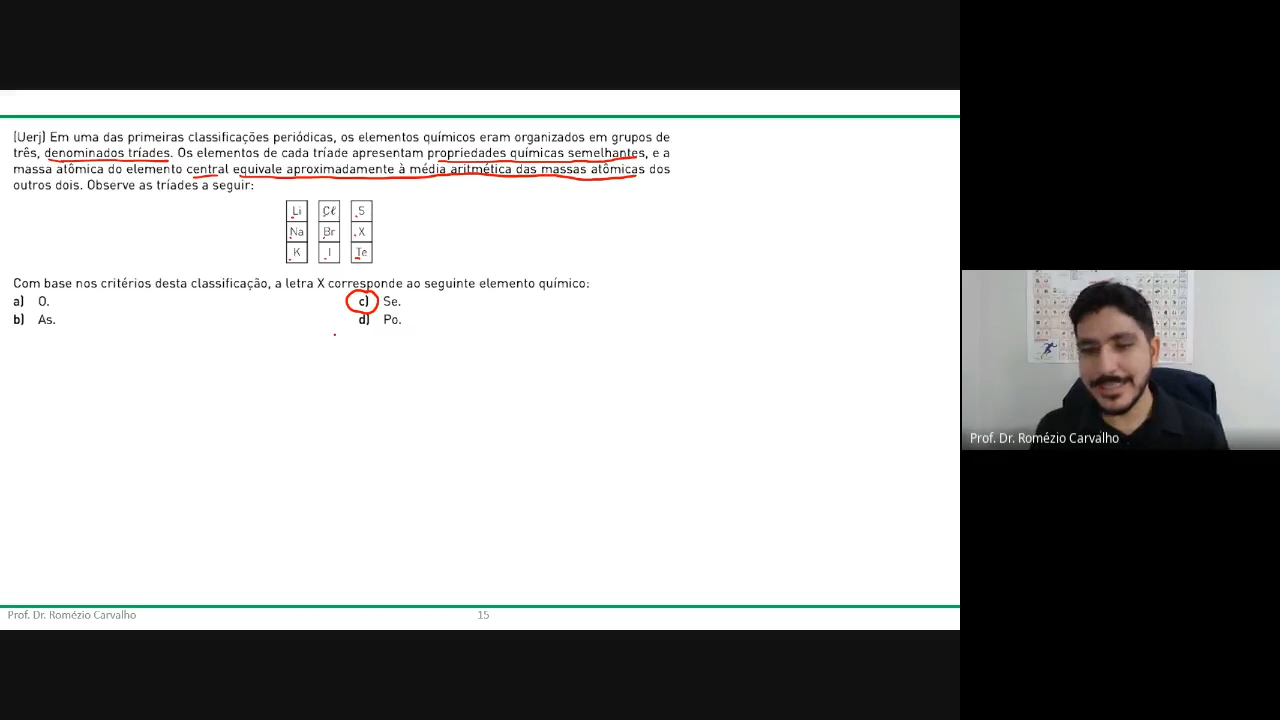 (Uerj) Em uma das primeiras classificações periódicas, os elementos químicos eram organizados em grupos de
três, denominados tríades. Os elementos de cada tríade apresentam propriedades químicas semelhantes, e a
massa atômica do elemento central equivale aproximadamente à média aritmética das massas atômicas dos
outros dois. Observe as tríades a seguir:
Li Cℓ S
Na Br X
K I Te
Com base nos critérios desta classificação, a letra X corresponde ao seguinte elemento químico:
a) O. c) Se.
b) As. d) Po.
Prof. Dr. Romézio Carvalho
Prof. Dr. Romézio Carvalho 15